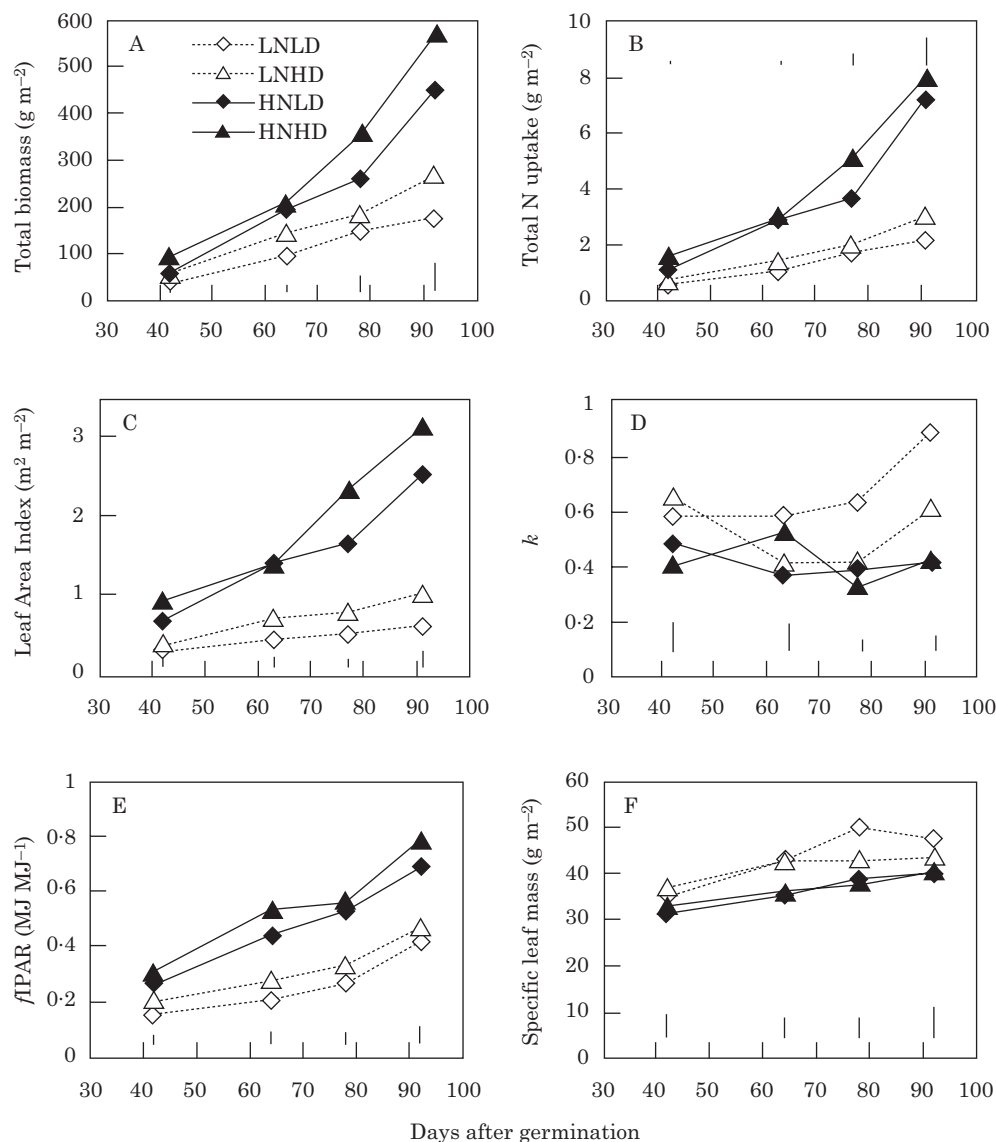 A
LNLD
LNHD
HNLD
HNHD
Total biomass (g m⁻²)
600
500
400
300
200
100
0
30 40 50 60 70 80 90 100
B
Total N uptake (g m⁻²)
10
8
6
4
2
0
30 40 50 60 70 80 90 100
C
Leaf Area Index (m² m⁻²)
3
2
1
0
30 40 50 60 70 80 90 100
D
k
1
0·8
0·6
0·4
0·2
0
30 40 50 60 70 80 90 100
E
fIPAR (MJ MJ⁻¹)
1
0·8
0·6
0·4
0·2
0
30 40 50 60 70 80 90 100
F
Specific leaf mass (g m⁻²)
60
50
40
30
20
10
0
30 40 50 60 70 80 90 100
Days after germination